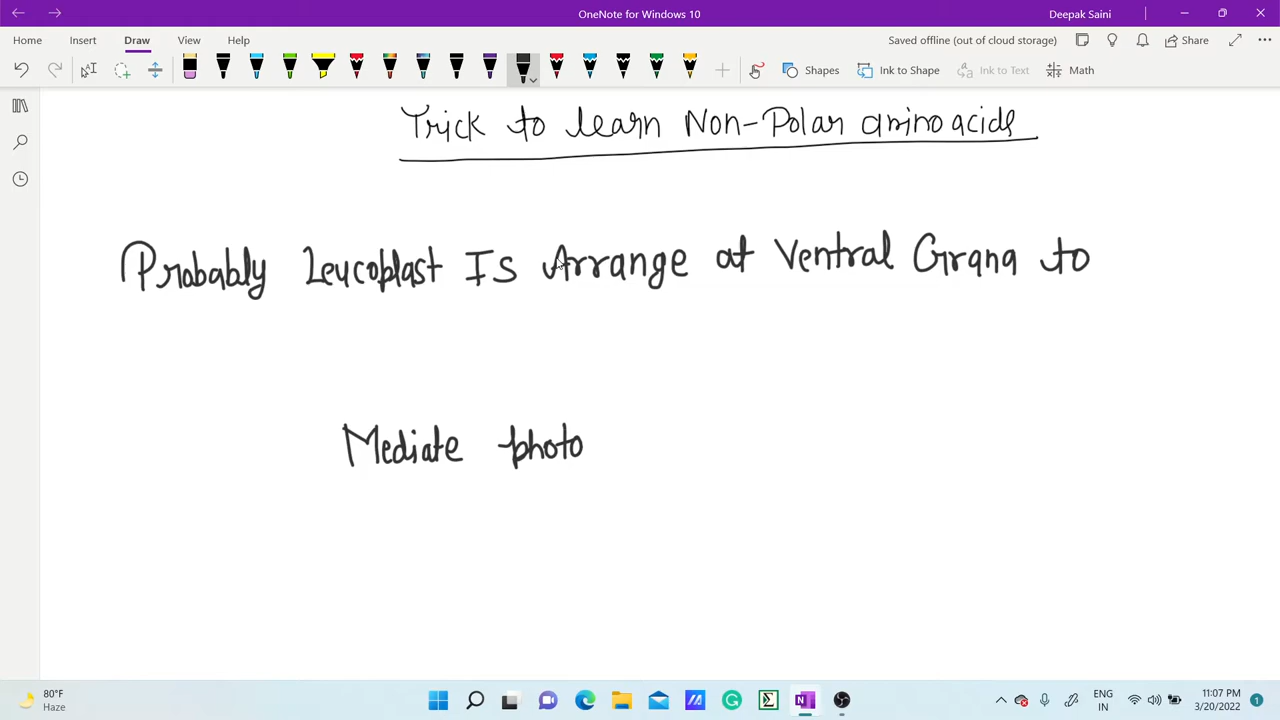 OneNote for Windows 10
Deepak Saini
Home Insert Draw View Help
Saved offline (out of cloud storage)
Share
Shapes
Ink to Shape
Ink to Text
Math
Trick to learn Non-Polar amino acids
Probably Leucoplast Is Arrange at Ventral Grana to
Mediate photo
80°F
Haze
ENG
IN
1:07 PM
3/20/2022
1